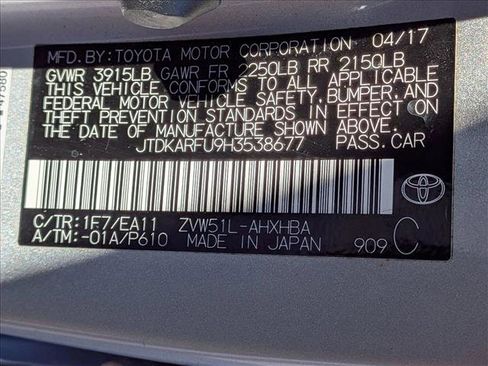 MFD.BY:TOYOTA MOTOR CORPORATION 04/17
GVWR 3915LB GAWR FR 2250LB RR 2150LB
THIS VEHICLE CONFORMS TO ALL APPLICABLE
FEDERAL MOTOR VEHICLE SAFETY,BUMPER,AND
THEFT PREVENTION STANDARDS IN EFFECT ON
THE DATE OF MANUFACTURE SHOWN ABOVE.
JTDKARFU9H3538677 PASS.CAR
C/TR:1F7/EA11 ZVW51L-AHXHBA
A/TM:-01A/P610 MADE IN JAPAN 909 C